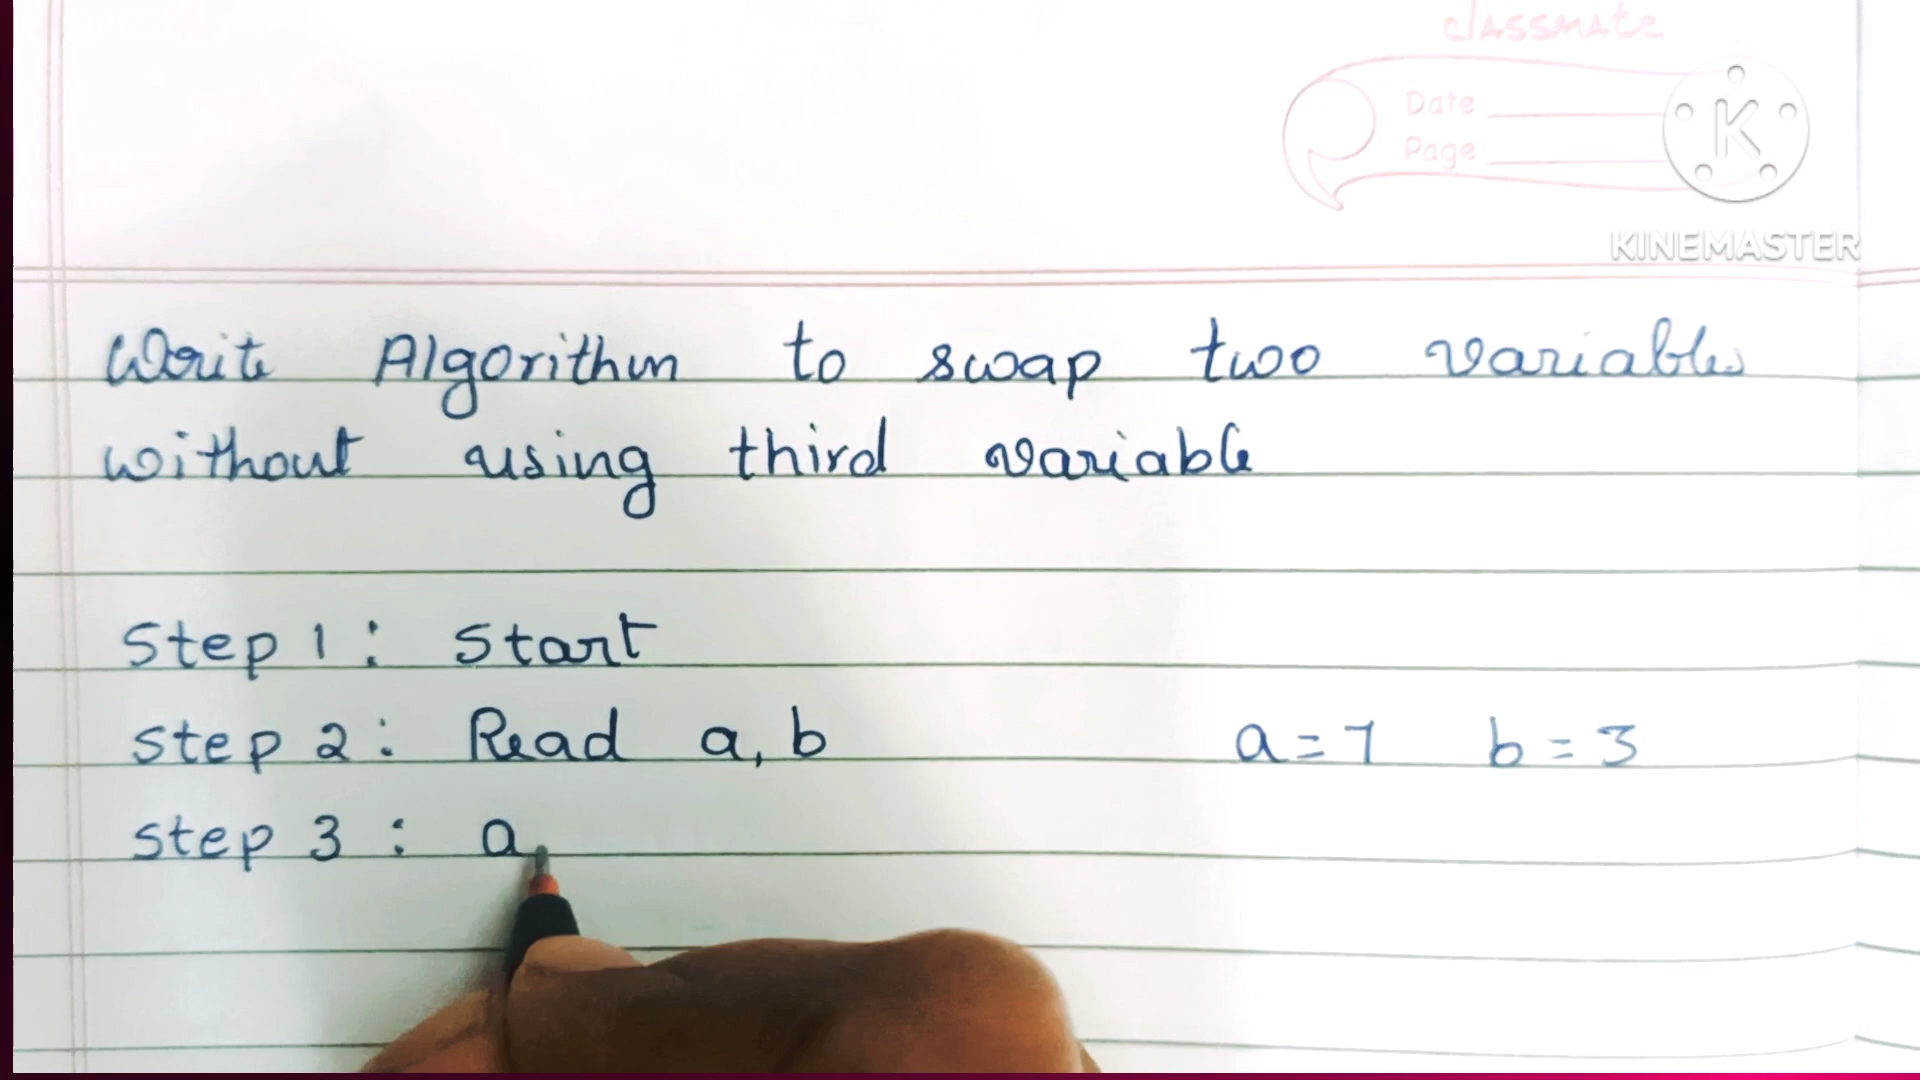 classmate
Date
Page
K
KINEMASTER
Write Algorithm to swap two variables
without using third variable
Step 1 : Start
Step 2 : Read a, b a = 7 b = 3
Step 3 : a